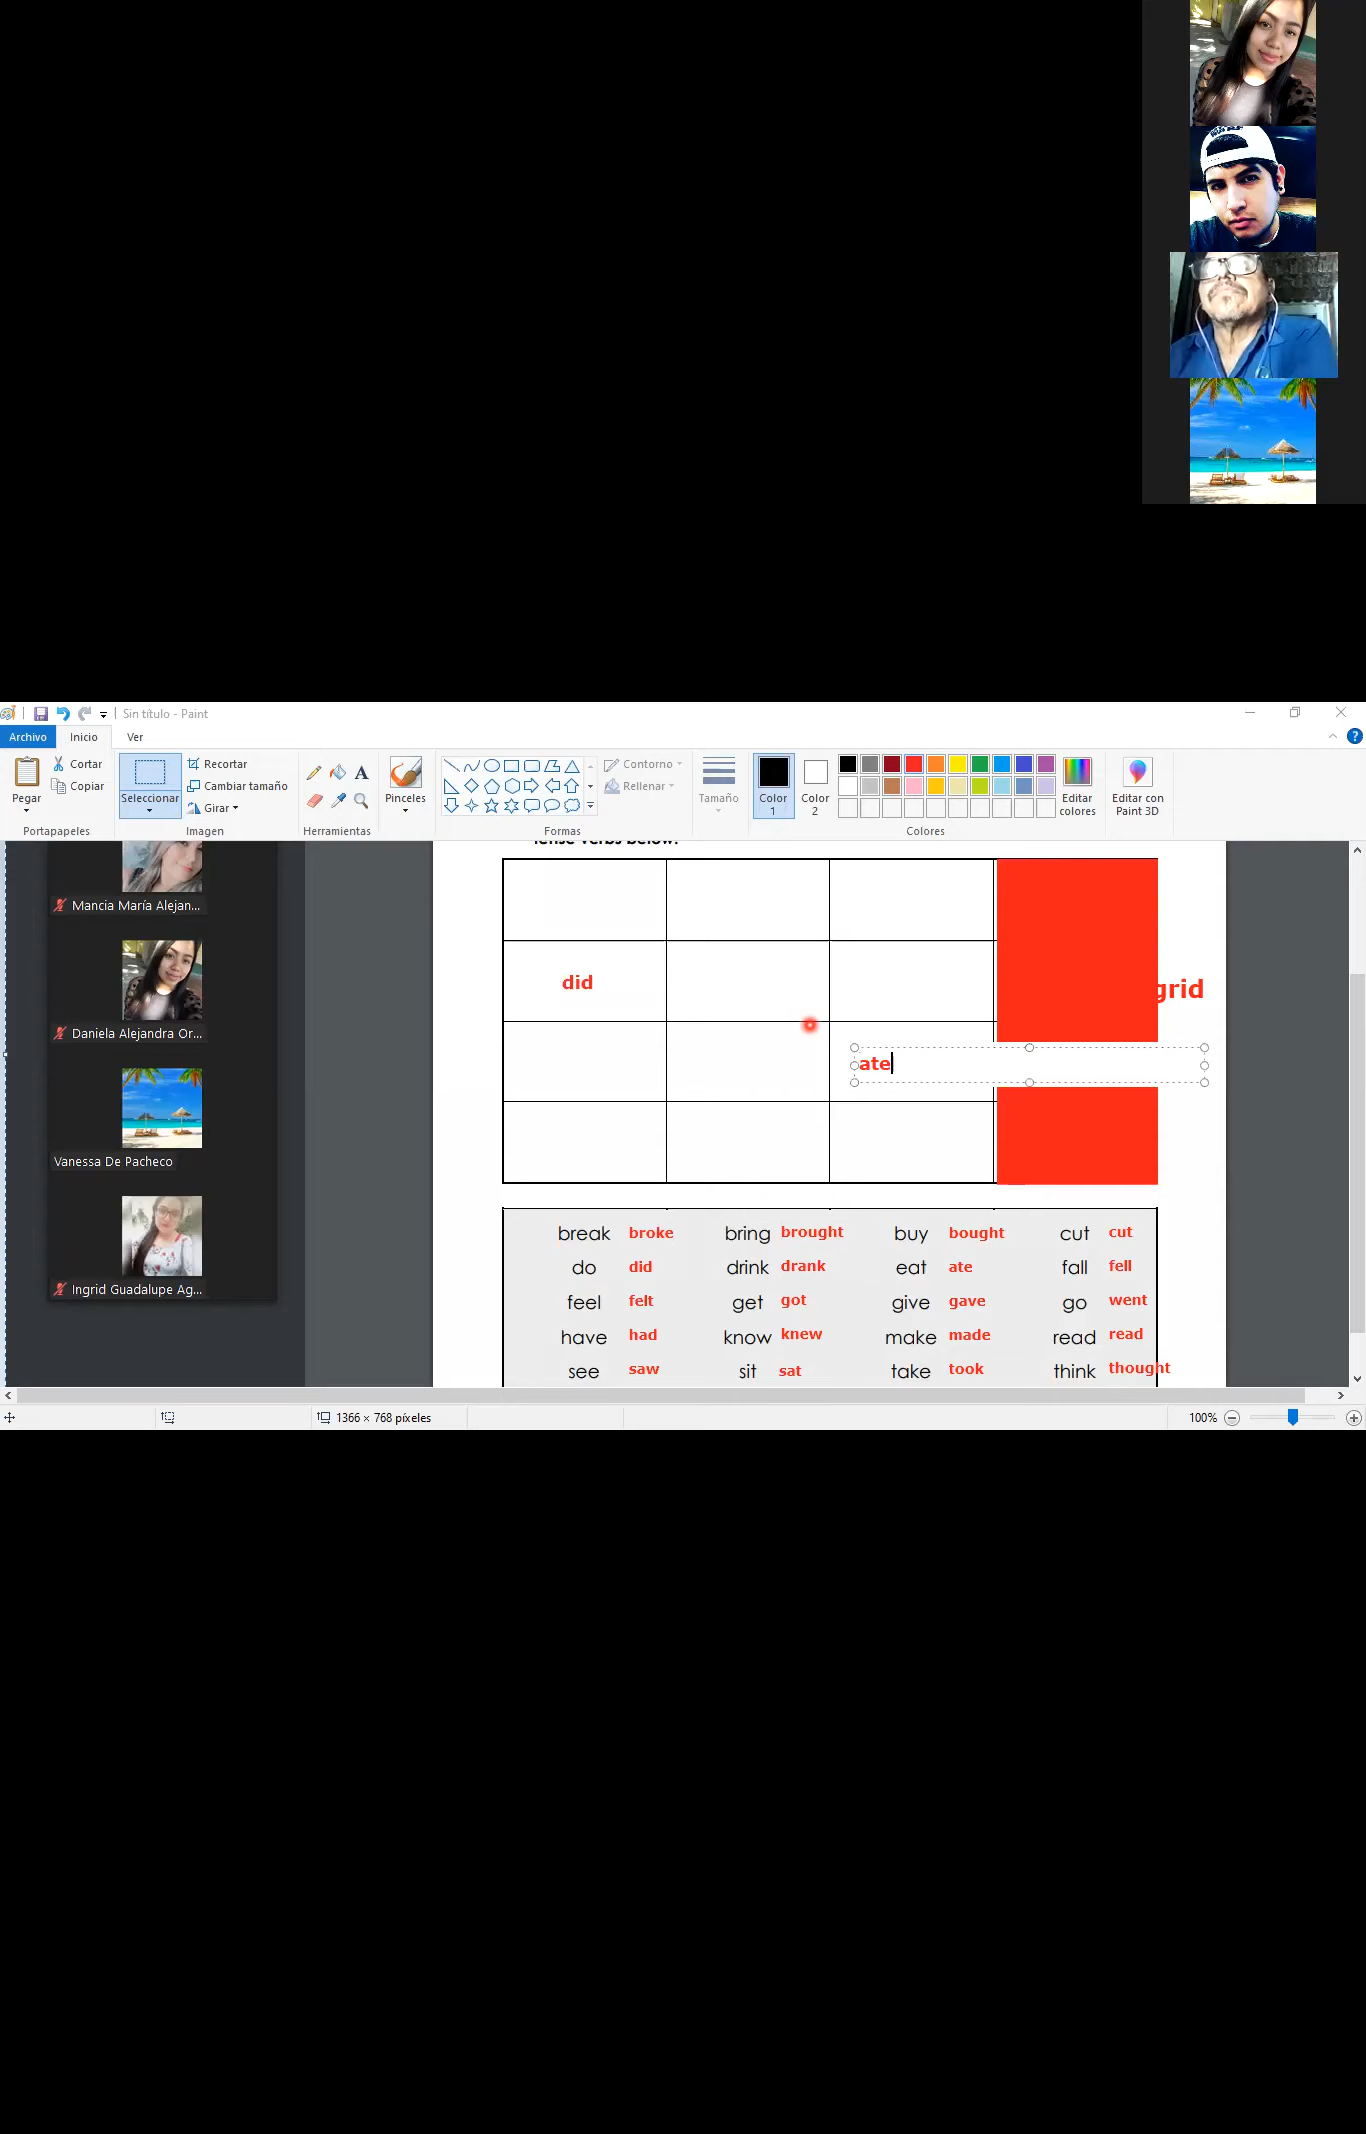 Sin título - Paint
Archivo Inicio Ver
Pegar Cortar Copiar Seleccionar Recortar Cambiar tamaño Girar A Pinceles Contorno Rellenar Tamaño Color 1 Color 2 Editar colores Editar con Paint 3D
Portapapeles Imagen Herramientas Formas Colores
tense verbs below.
Mancia María Alejan...
Daniela Alejandra Or...
Vanessa De Pacheco
Ingrid Guadalupe Ag...
did
grid
ate
break broke bring brought buy bought cut cut
do did drink drank eat ate fall fell
feel felt get got give gave go went
have had know knew make made read read
see saw sit sat take took think thought
1366 × 768 píxeles 100%